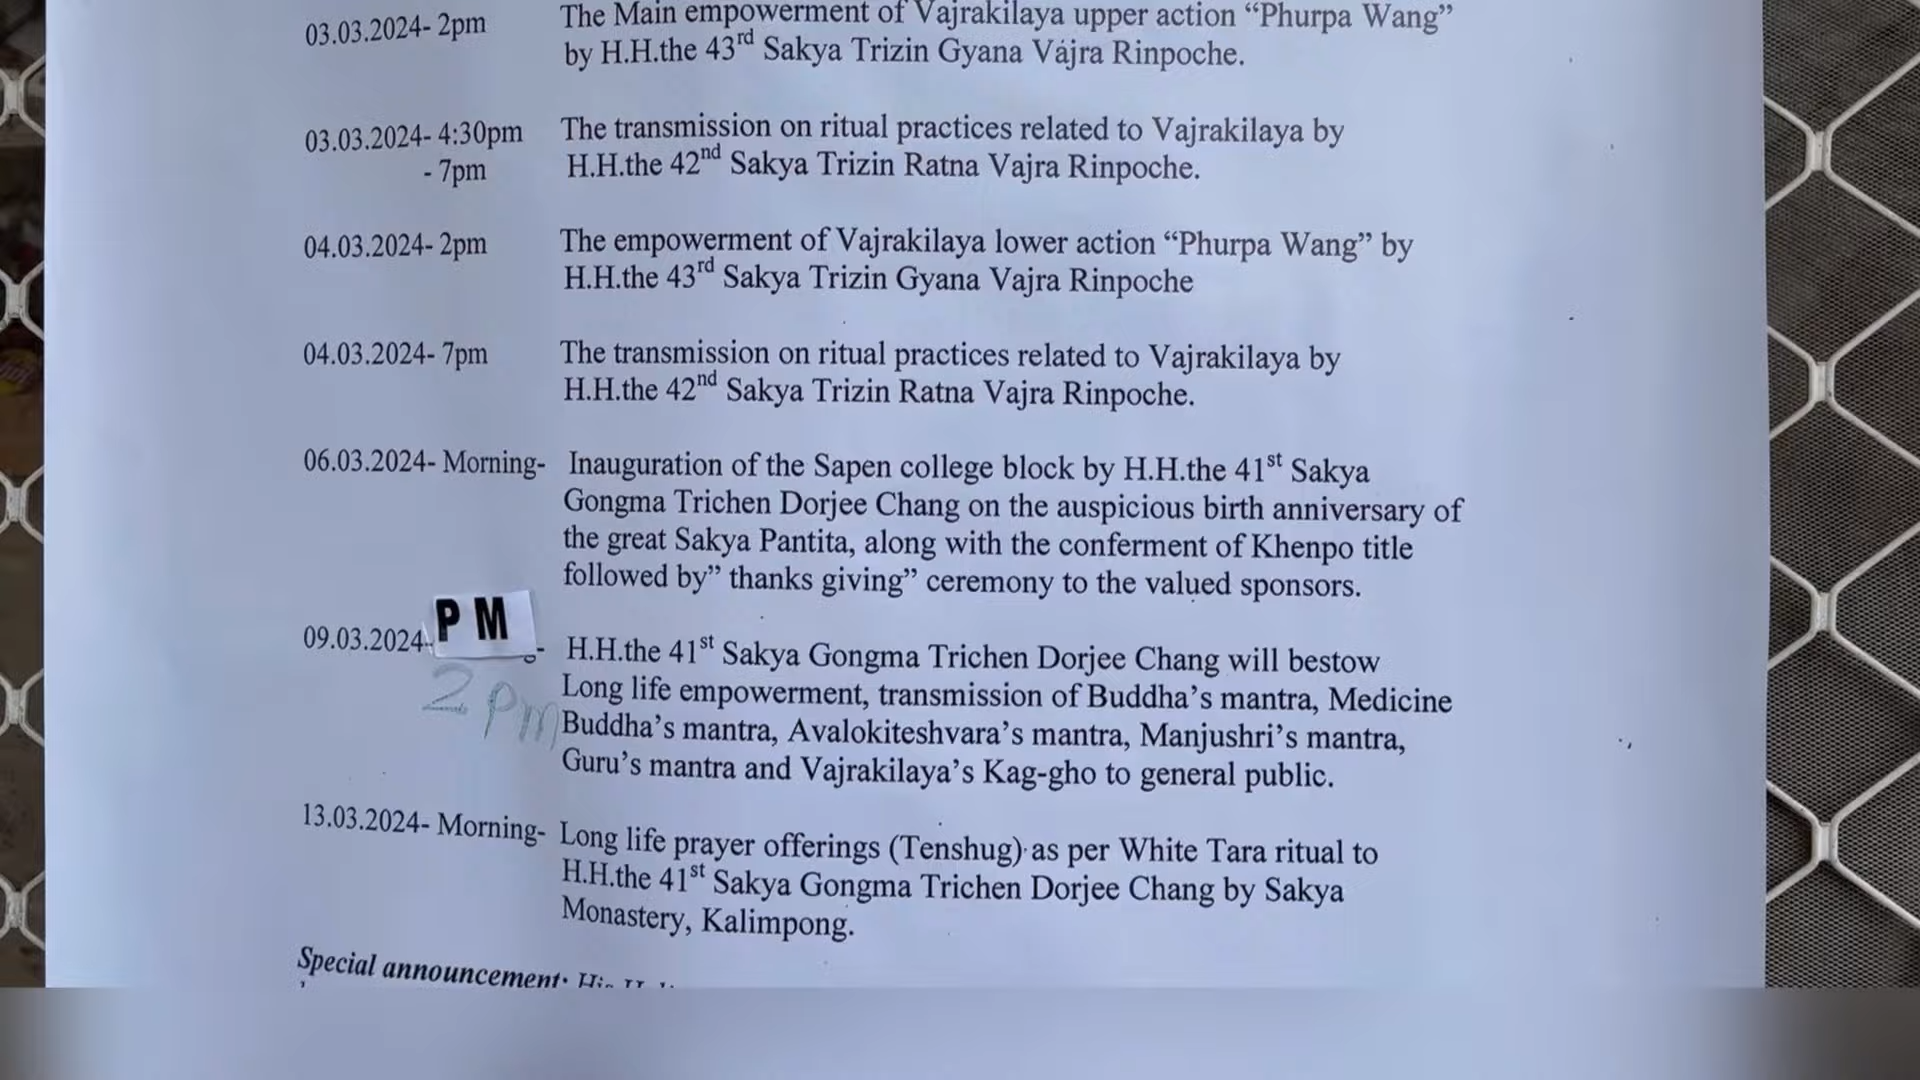 03.03.2024- 2pm The Main empowerment of Vajrakilaya upper action “Phurpa Wang”
by H.H.the 43rd Sakya Trizin Gyana Vajra Rinpoche.
03.03.2024- 4:30pm The transmission on ritual practices related to Vajrakilaya by
- 7pm H.H.the 42nd Sakya Trizin Ratna Vajra Rinpoche.
04.03.2024- 2pm The empowerment of Vajrakilaya lower action “Phurpa Wang” by
H.H.the 43rd Sakya Trizin Gyana Vajra Rinpoche
04.03.2024- 7pm The transmission on ritual practices related to Vajrakilaya by
H.H.the 42nd Sakya Trizin Ratna Vajra Rinpoche.
06.03.2024- Morning- Inauguration of the Sapen college block by H.H.the 41st Sakya
Gongma Trichen Dorjee Chang on the auspicious birth anniversary of
the great Sakya Pantita, along with the conferment of Khenpo title
followed by” thanks giving” ceremony to the valued sponsors.
09.03.2024- PM - H.H.the 41st Sakya Gongma Trichen Dorjee Chang will bestow
2 pm Long life empowerment, transmission of Buddha’s mantra, Medicine
Buddha’s mantra, Avalokiteshvara’s mantra, Manjushri’s mantra,
Guru’s mantra and Vajrakilaya’s Kag-gho to general public.
13.03.2024- Morning- Long life prayer offerings (Tenshug) as per White Tara ritual to
H.H.the 41st Sakya Gongma Trichen Dorjee Chang by Sakya
Monastery, Kalimpong.
Special announcement: